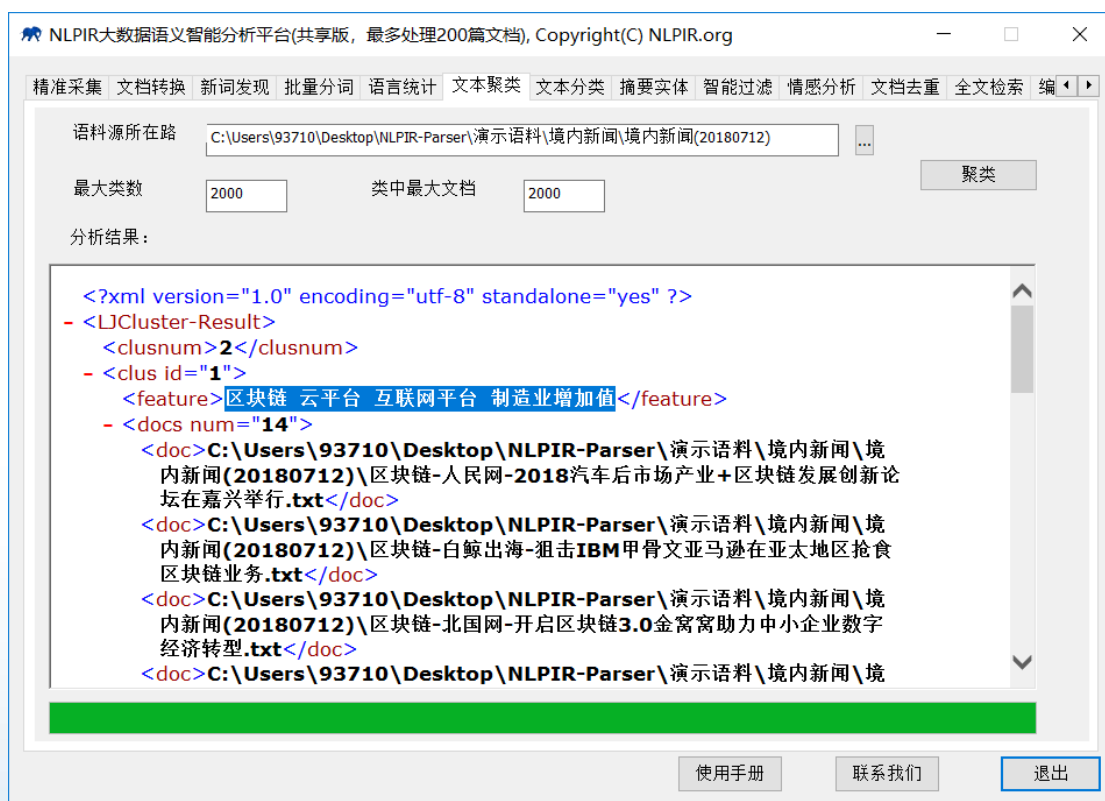 NLPIR大数据语义智能分析平台(共享版，最多处理200篇文档), Copyright(C) NLPIR.org
精准采集 文档转换 新词发现 批量分词 语言统计 文本聚类 文本分类 摘要实体 智能过滤 情感分析 文档去重 全文检索 编
语料源所在路 C:\Users\93710\Desktop\NLPIR-Parser\演示语料\境内新闻\境内新闻(20180712) ...
聚类
最大类数 2000 类中最大文档 2000
分析结果：
<?xml version="1.0" encoding="utf-8" standalone="yes" ?>
- <LJCluster-Result>
<clusnum>2</clusnum>
- <clus id="1">
<feature>区块链 云平台 互联网平台 制造业增加值</feature>
- <docs num="14">
<doc>C:\Users\93710\Desktop\NLPIR-Parser\演示语料\境内新闻\境
内新闻(20180712)\区块链-人民网-2018汽车后市场产业+区块链发展创新论
坛在嘉兴举行.txt</doc>
<doc>C:\Users\93710\Desktop\NLPIR-Parser\演示语料\境内新闻\境
内新闻(20180712)\区块链-白鲸出海-狙击IBM甲骨文亚马逊在亚太地区抢食
区块链业务.txt</doc>
<doc>C:\Users\93710\Desktop\NLPIR-Parser\演示语料\境内新闻\境
内新闻(20180712)\区块链-北国网-开启区块链3.0金窝窝助力中小企业数字
经济转型.txt</doc>
<doc>C:\Users\93710\Desktop\NLPIR-Parser\演示语料\境内新闻\境
使用手册 联系我们 退出